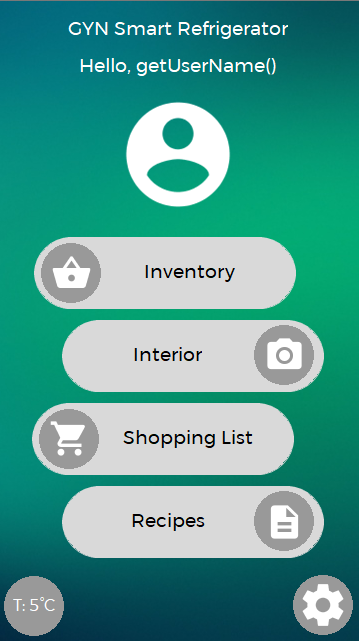 GYN Smart Refrigerator
Hello, getUserName()
Inventory
Interior
Shopping List
Recipes
T: 5°C